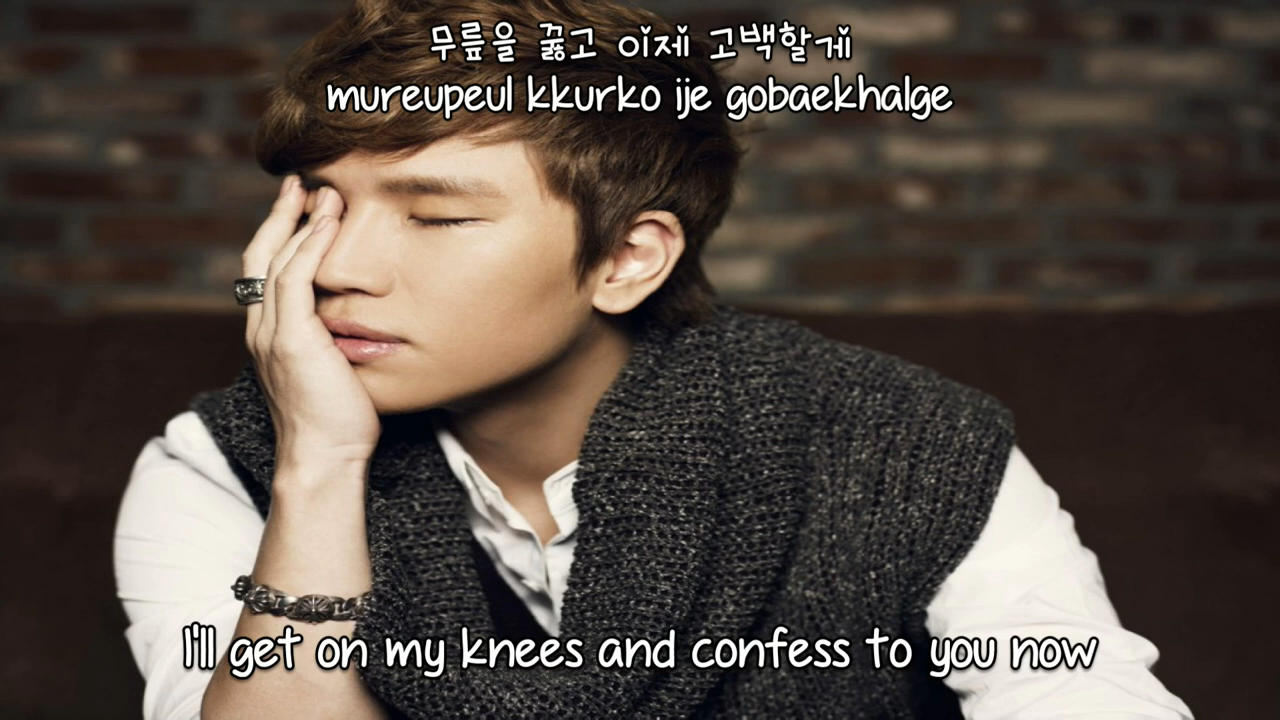 무릎을 꿇고 이제 고백할게
mureupeul kkurko ije gobaekhalge
I'll get on my knees and confess to you now